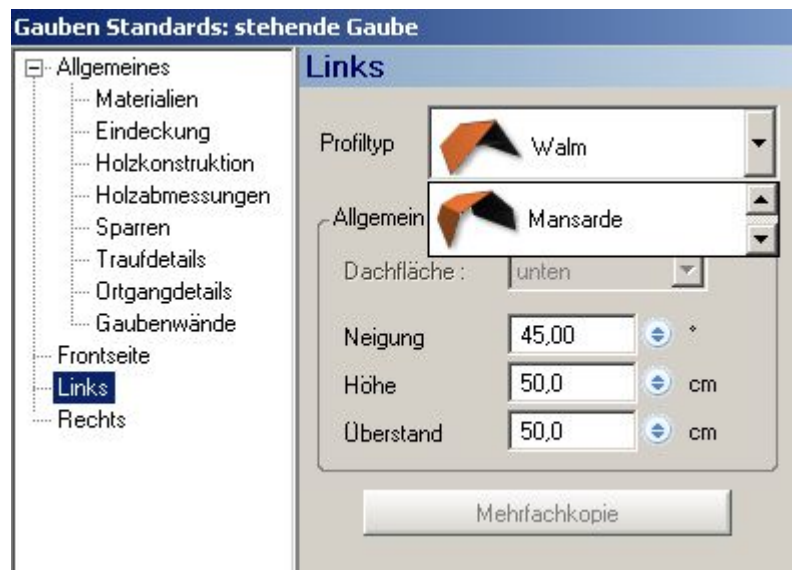 Gauben Standards: stehende Gaube
Allgemeines
Materialien
Eindeckung
Holzkonstruktion
Holzabmessungen
Sparren
Traufdetails
Ortgangdetails
Gaubenwände
Frontseite
Links
Rechts
Links
Profiltyp Walm
Mansarde
Allgemein
Dachfläche : unten
Neigung 45,00 °
Höhe 50,0 cm
Überstand 50,0 cm
Mehrfachkopie